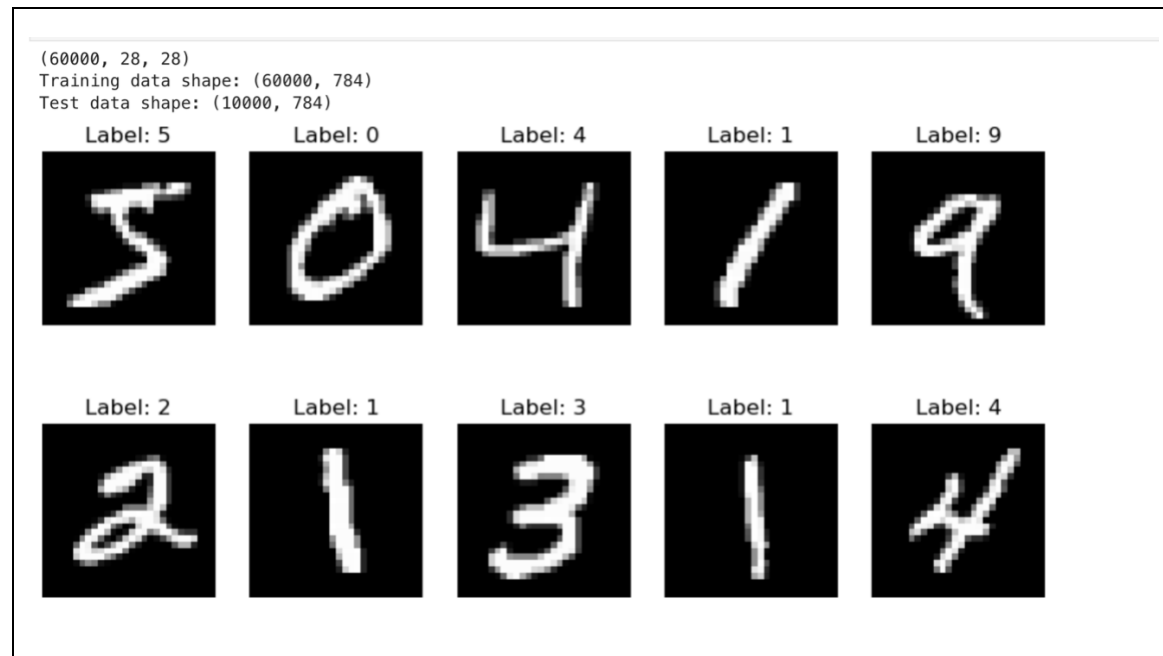 (60000, 28, 28)
Training data shape: (60000, 784)
Test data shape: (10000, 784)
Label: 5 Label: 0 Label: 4 Label: 1 Label: 9
5 0 4 1 9
Label: 2 Label: 1 Label: 3 Label: 1 Label: 4
2 1 3 1 4